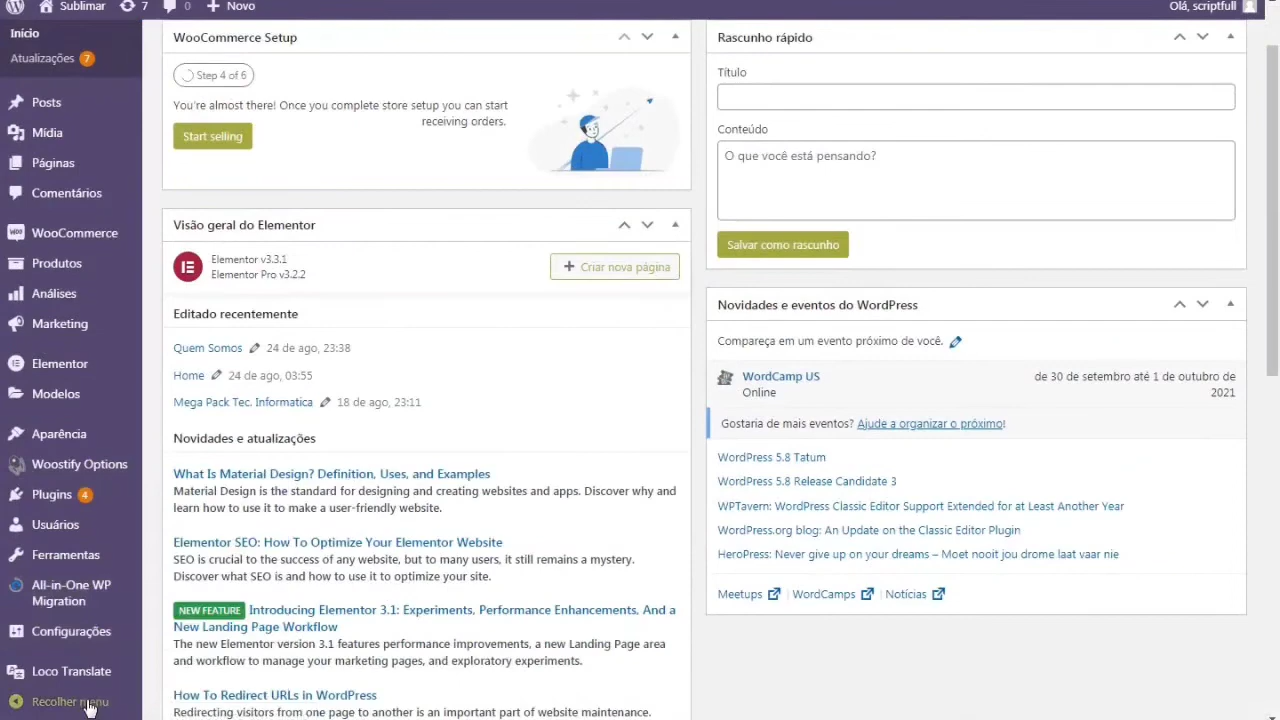 Sublimar 7 0 + Novo Olá, scriptfull
Início
Atualizações 7
Posts
Mídia
Páginas
Comentários
WooCommerce
Produtos
Análises
Marketing
Elementor
Modelos
Aparência
Woostify Options
Plugins 4
Usuários
Ferramentas
All-in-One WP
Migration
Configurações
Loco Translate
Recolher menu
WooCommerce Setup
Step 4 of 6
You're almost there! Once you complete store setup you can start
receiving orders.
Start selling
Visão geral do Elementor
Elementor v3.3.1
Elementor Pro v3.2.2
+ Criar nova página
Editado recentemente
Quem Somos 24 de ago, 23:38
Home 24 de ago, 03:55
Mega Pack Tec. Informatica 18 de ago, 23:11
Novidades e atualizações
What Is Material Design? Definition, Uses, and Examples
Material Design is the standard for designing and creating websites and apps. Discover why and
learn how to use it to make a user-friendly website.
Elementor SEO: How To Optimize Your Elementor Website
SEO is crucial to the success of any website, but to many users, it still remains a mystery.
Discover what SEO is and how to use it to optimize your site.
NEW FEATURE Introducing Elementor 3.1: Experiments, Performance Enhancements, And a
New Landing Page Workflow
The new Elementor version 3.1 features performance improvements, a new Landing Page area
and workflow to manage your marketing pages, and exploratory experiments.
How To Redirect URLs in WordPress
Redirecting visitors from one page to another is an important part of website maintenance.
Rascunho rápido
Título
Conteúdo
O que você está pensando?
Salvar como rascunho
Novidades e eventos do WordPress
Compareça em um evento próximo de você.
WordCamp US de 30 de setembro até 1 de outubro de
Online 2021
Gostaria de mais eventos? Ajude a organizar o próximo!
WordPress 5.8 Tatum
WordPress 5.8 Release Candidate 3
WPTavern: WordPress Classic Editor Support Extended for at Least Another Year
WordPress.org blog: An Update on the Classic Editor Plugin
HeroPress: Never give up on your dreams – Moet nooit jou drome laat vaar nie
Meetups | WordCamps | Notícias